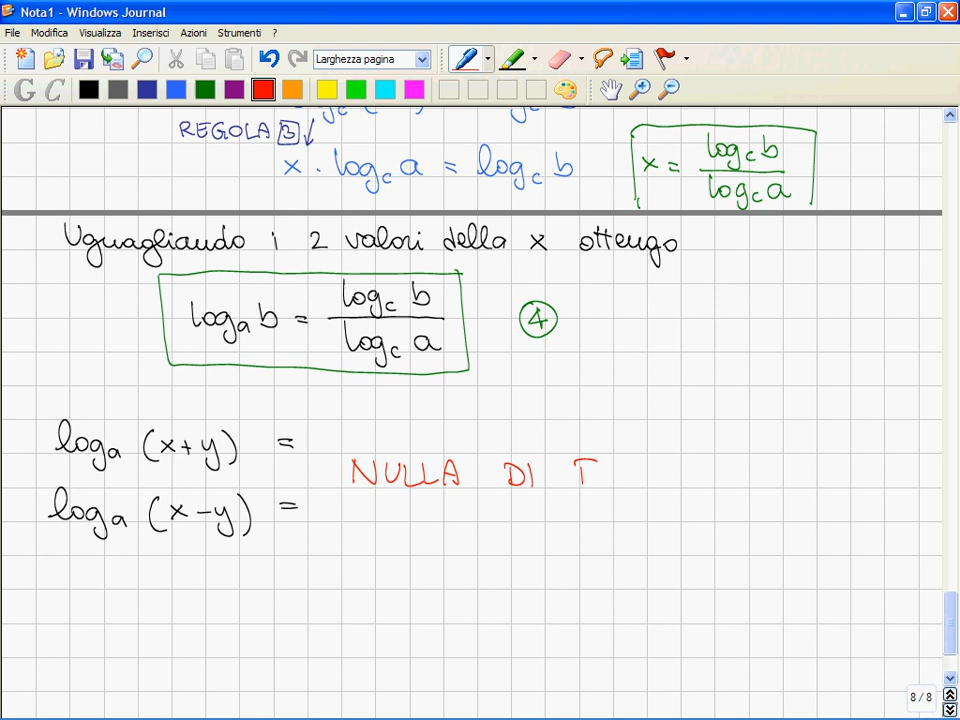 Nota1 - Windows Journal
File Modifica Visualizza Inserisci Azioni Strumenti ?
Larghezza pagina
G C
REGOLA 3 ↓
x · log_c a = log_c b
x = log_c b / log_c a
Uguagliando i 2 valori della x ottengo
log_a b = log_c b / log_c a
4
log_a (x+y) =
NULLA DI T
log_a (x-y) =
8 / 8